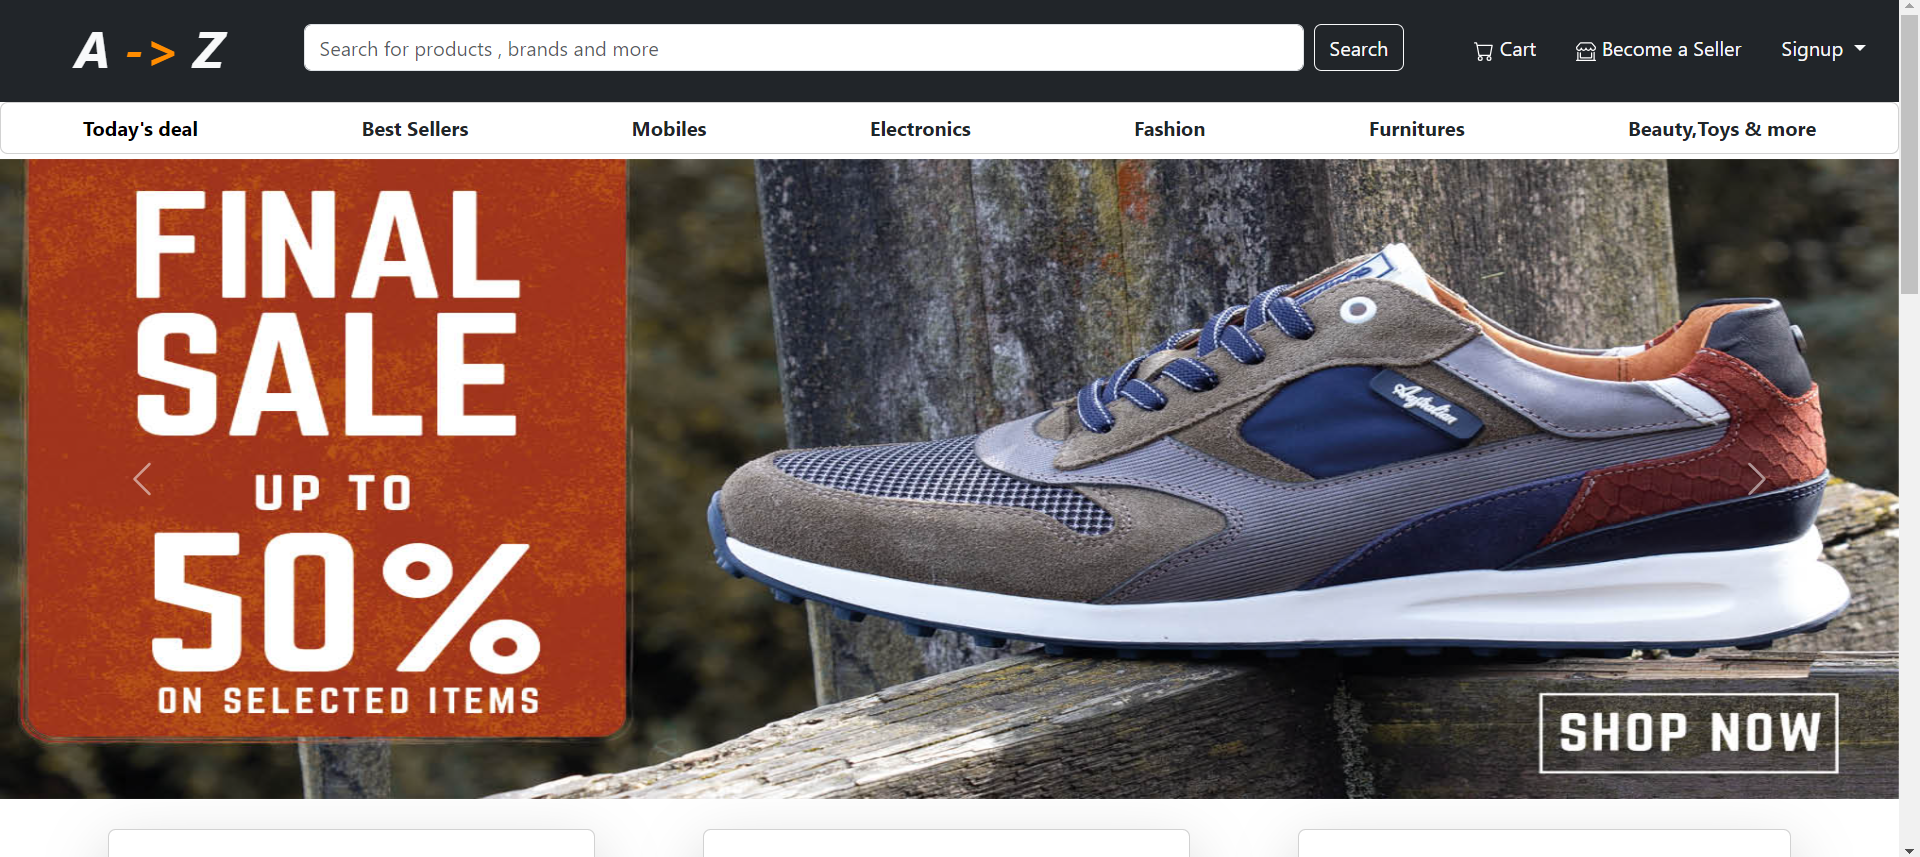 A -> Z
Search for products , brands and more
Search
Cart
Become a Seller
Signup
Today's deal
Best Sellers
Mobiles
Electronics
Fashion
Furnitures
Beauty,Toys & more
FINAL
SALE
UP TO
50%
ON SELECTED ITEMS
Australian
SHOP NOW